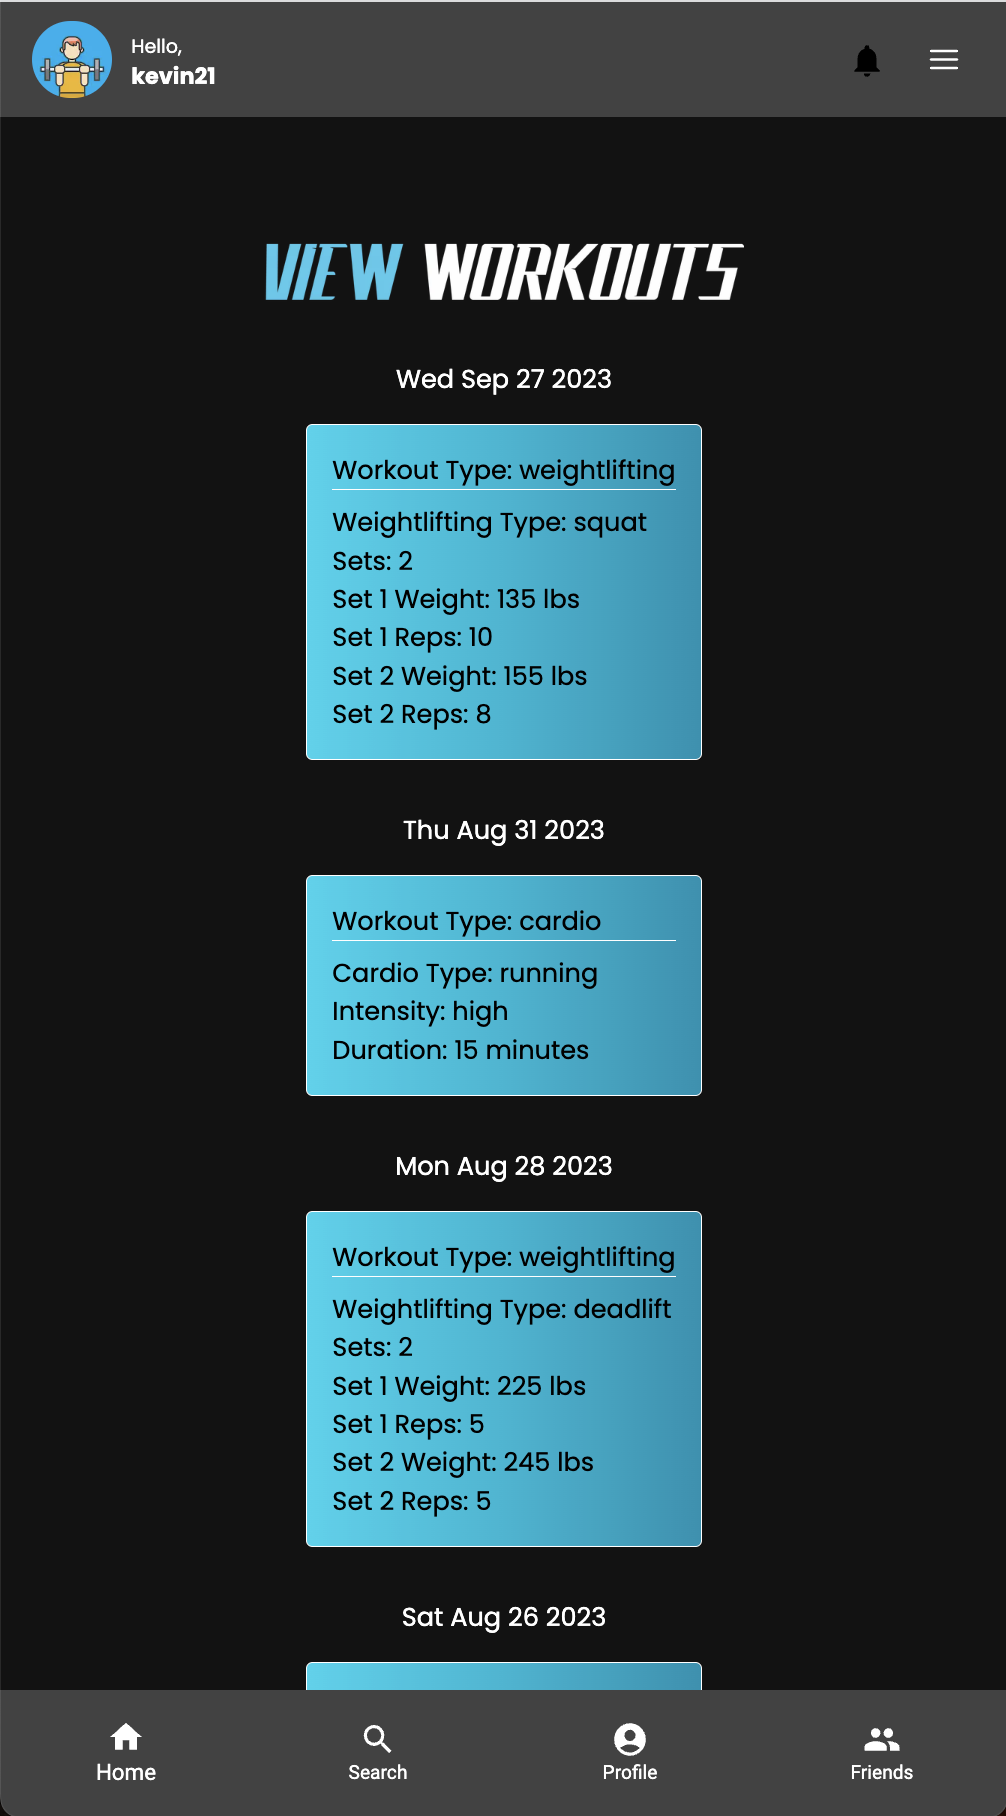 Hello,
kevin21
VIEW WORKOUTS
Wed Sep 27 2023
Workout Type: weightlifting
Weightlifting Type: squat
Sets: 2
Set 1 Weight: 135 lbs
Set 1 Reps: 10
Set 2 Weight: 155 lbs
Set 2 Reps: 8
Thu Aug 31 2023
Workout Type: cardio
Cardio Type: running
Intensity: high
Duration: 15 minutes
Mon Aug 28 2023
Workout Type: weightlifting
Weightlifting Type: deadlift
Sets: 2
Set 1 Weight: 225 lbs
Set 1 Reps: 5
Set 2 Weight: 245 lbs
Set 2 Reps: 5
Sat Aug 26 2023
Home Search Profile Friends